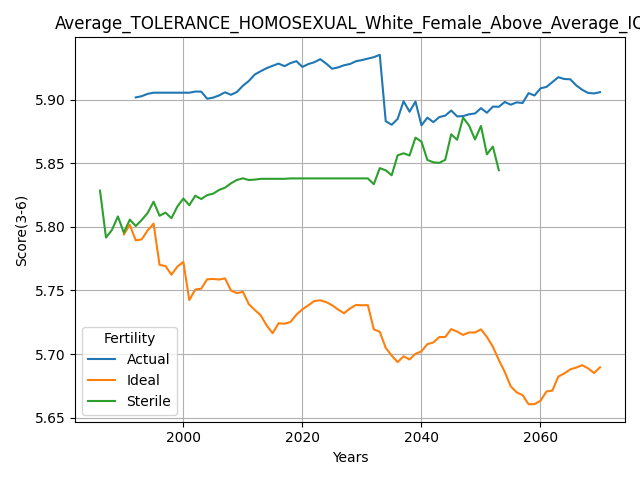 Average_TOLERANCE_HOMOSEXUAL_White_Female_Above_Average_IQ
Score(3-6)
5.90
5.85
5.80
5.75
5.70
5.65
Fertility
Actual
Ideal
Sterile
2000
2020
2040
2060
Years